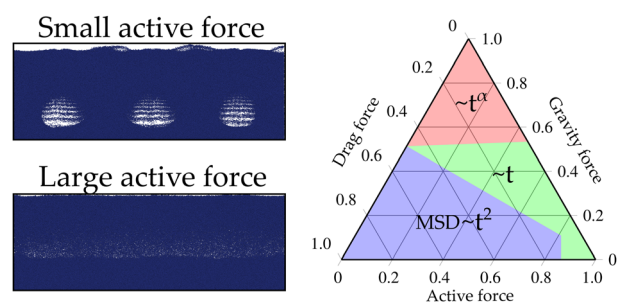 Small active force
Large active force
0
0.2
0.4
0.6
0.8
1.0
Drag force
1.0
0.8
0.6
0.4
0.2
0
Gravity force
~t^α
~t
MSD~t²
0
0.2
0.4
0.6
0.8
1.0
Active force